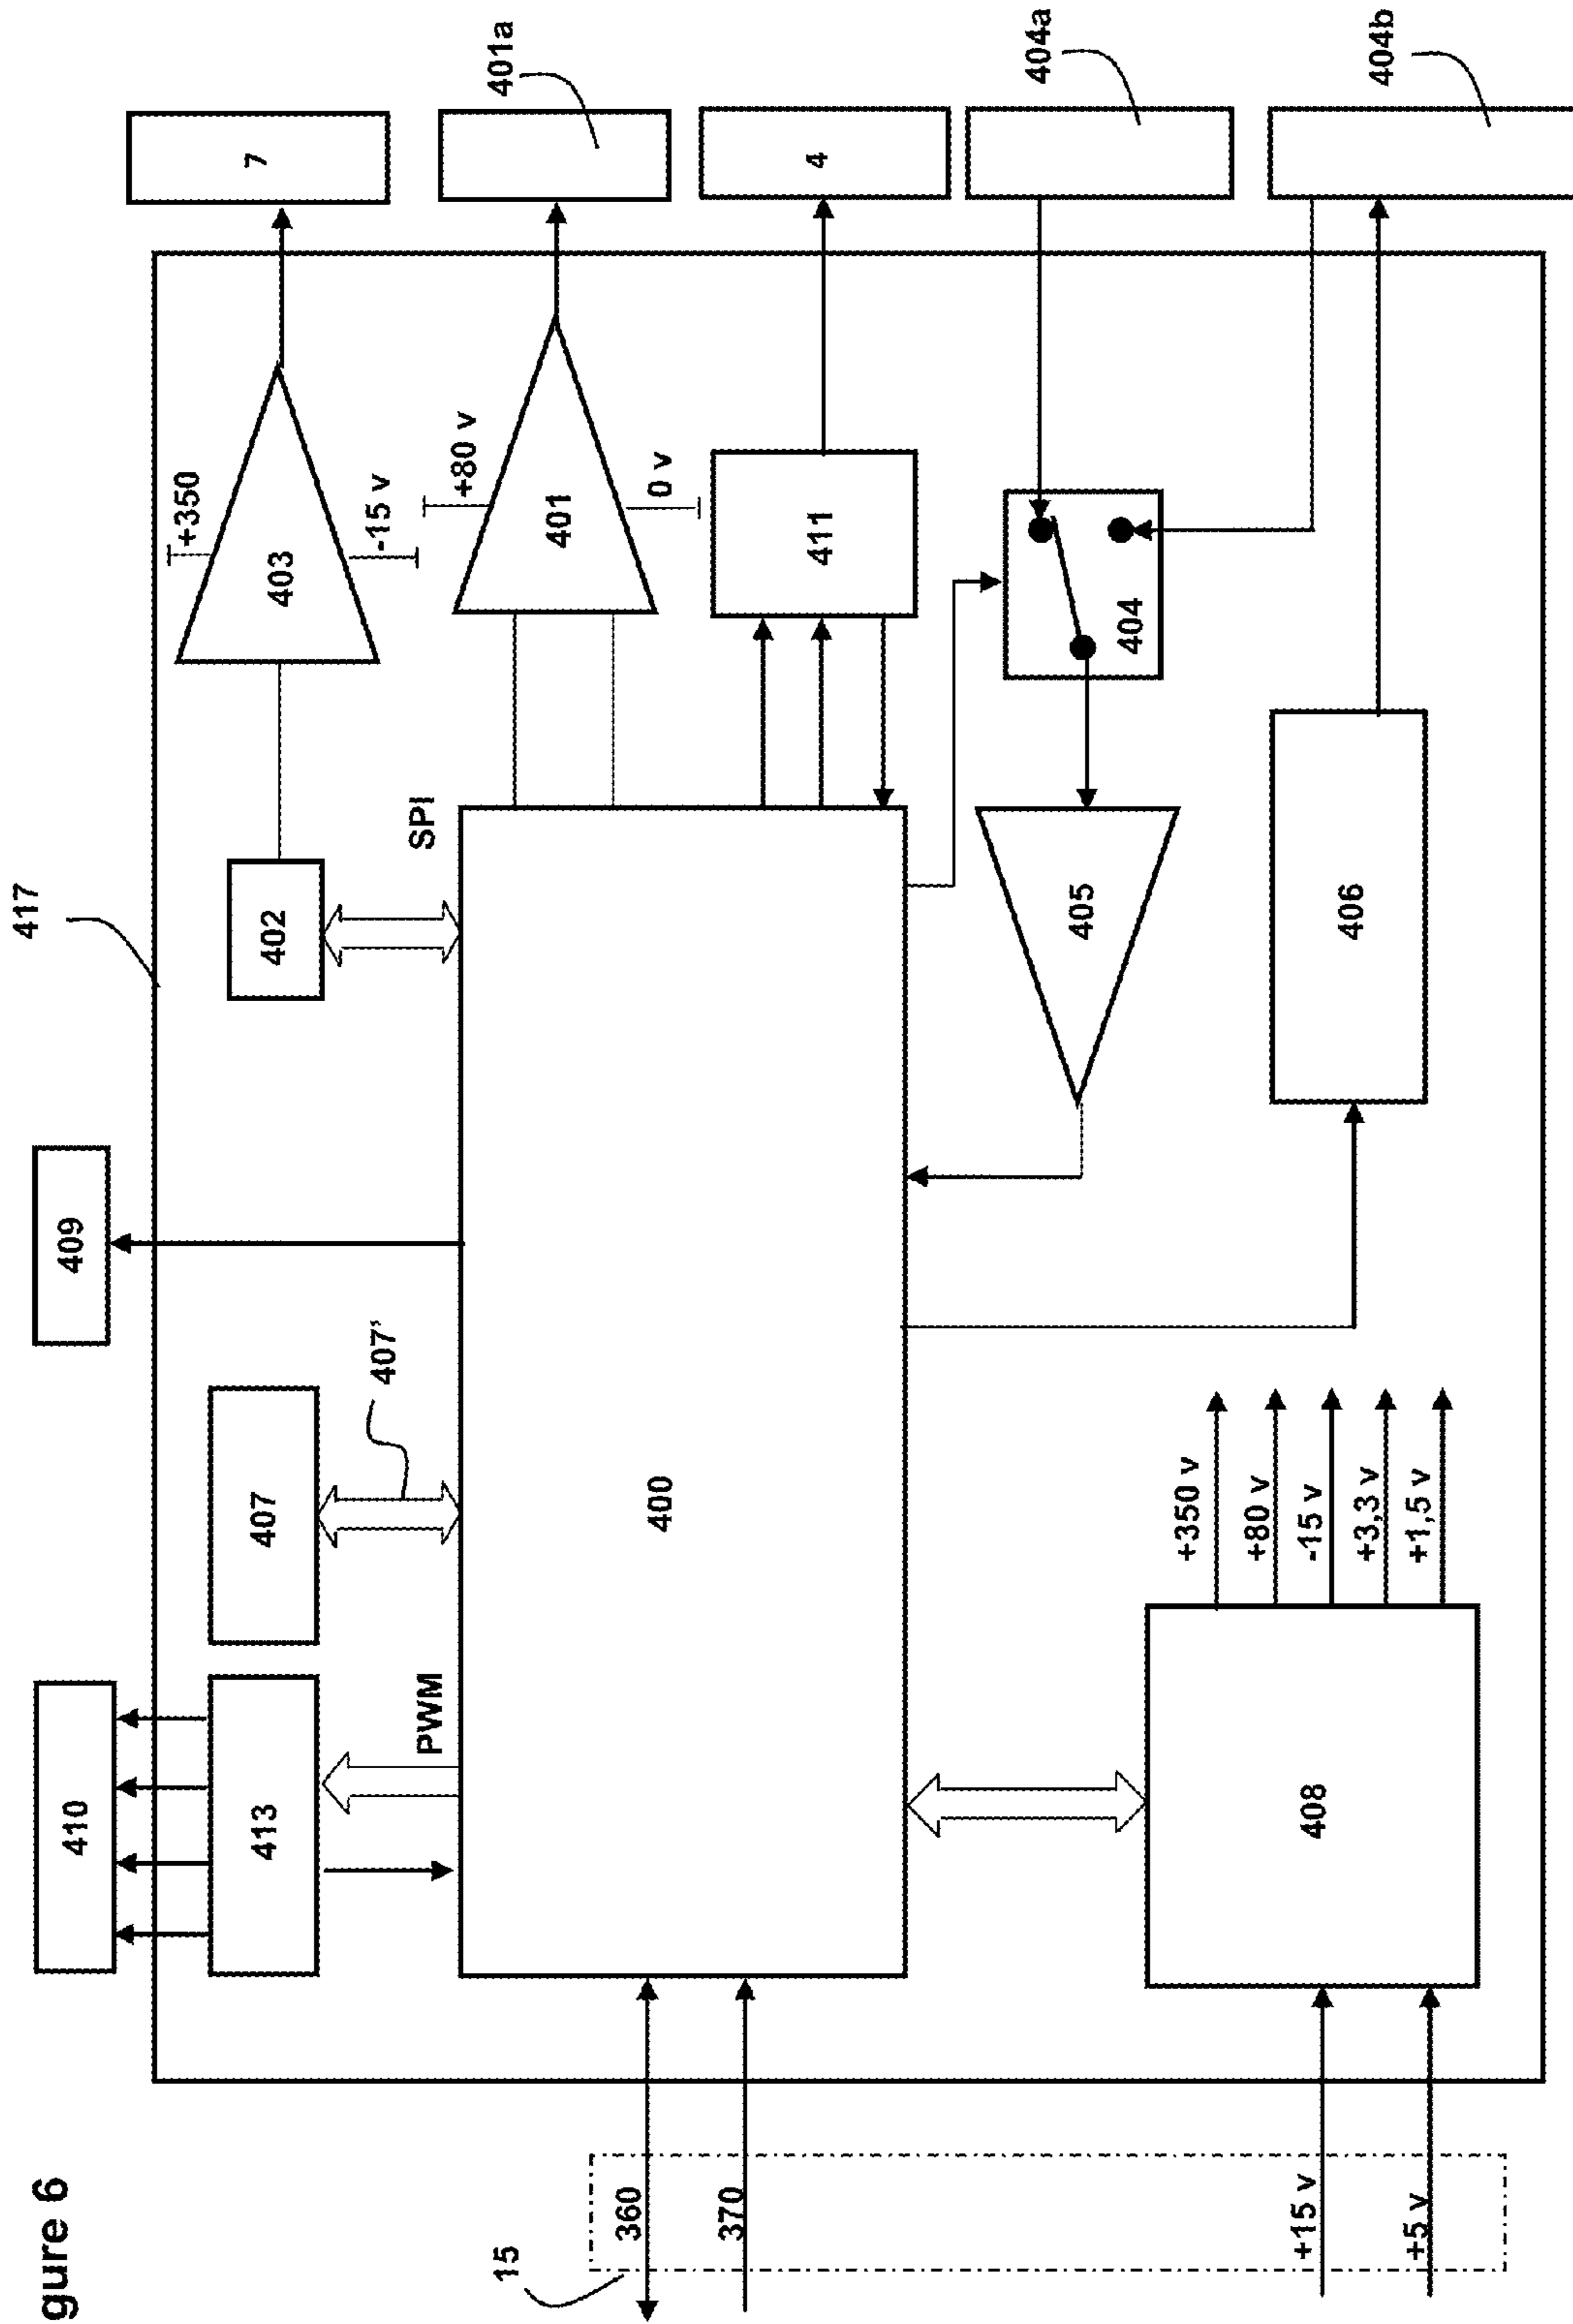 gure 6
417
410
409
413
407
402
403
+350
-15 v
7
PWM
407'
SPI
401
+80 v
0 v
401a
400
411
4
404
404a
405
406
404b
15
360
370
+15 v
+5 v
408
+350 v
+80 v
-15 v
+3,3 v
+1,5 v